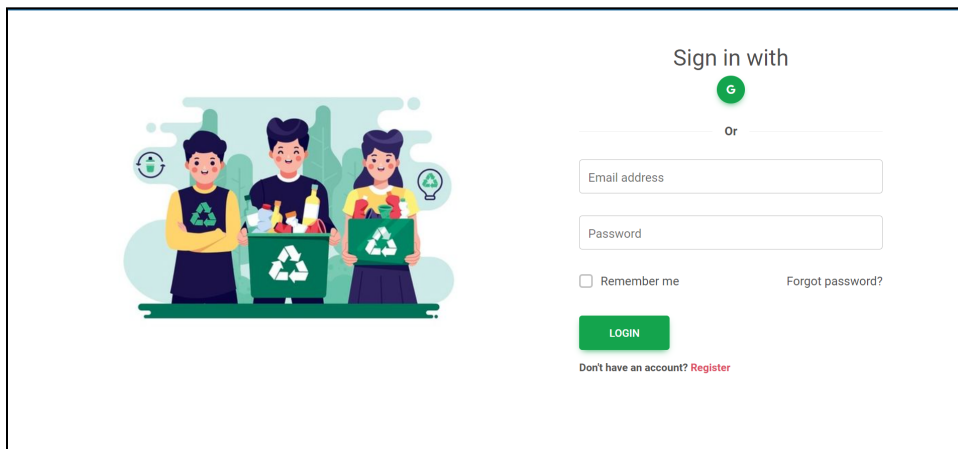 Sign in with
G
Or
Email address
Password
Remember me
Forgot password?
LOGIN
Don't have an account? Register